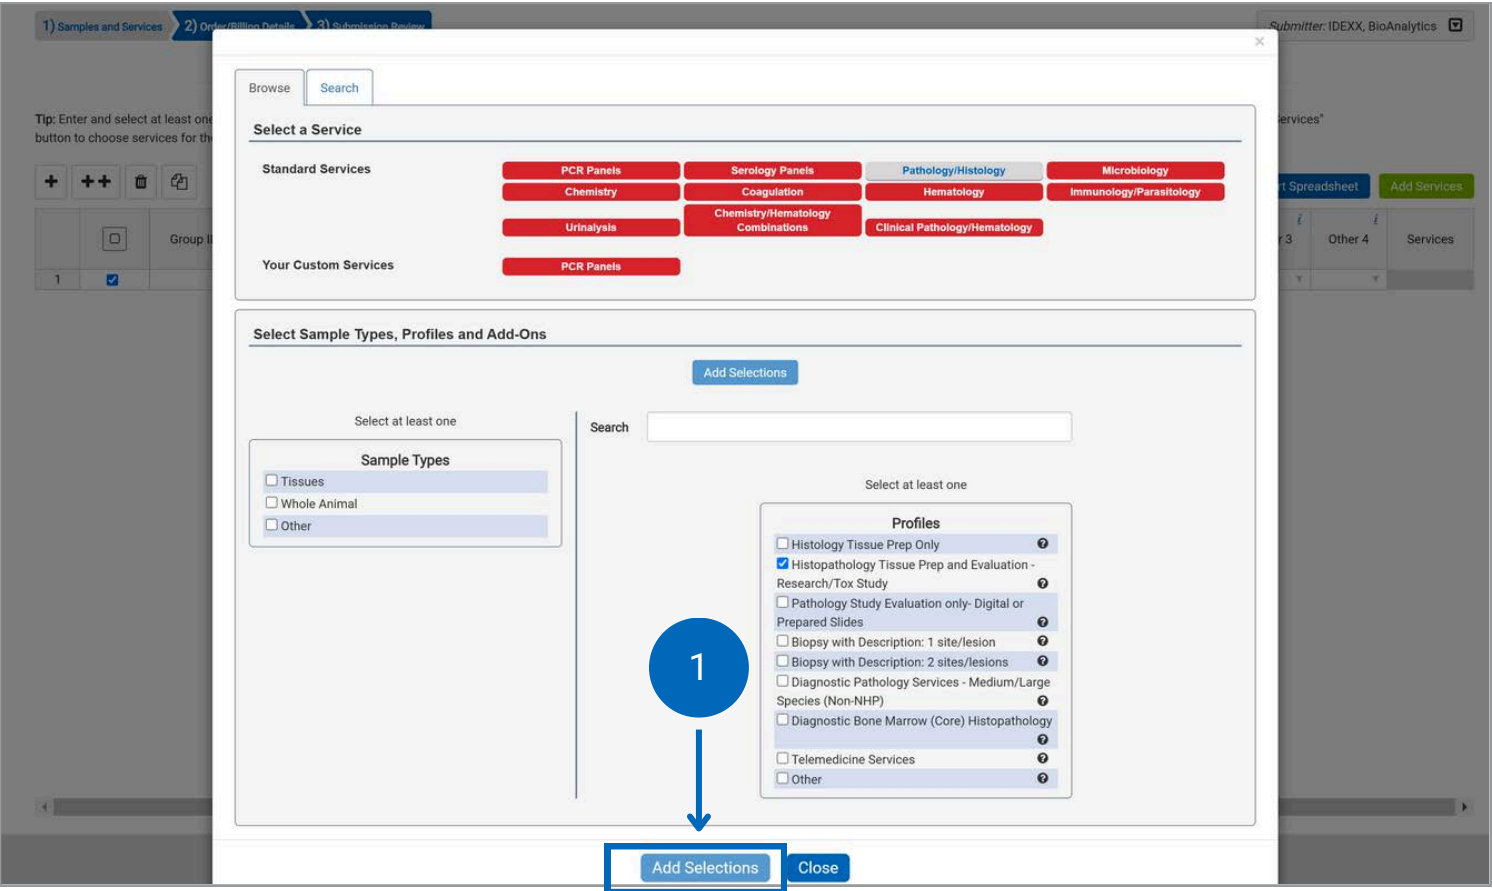 1) Samples and Services 2) Order/Billing Details 3) Submission Review
Submitter: IDEXX, BioAnalytics
×
Browse Search
Tip: Enter and select at least one
button to choose services for th
Services"
Select a Service
Standard Services
PCR Panels Serology Panels Pathology/Histology Microbiology
Chemistry Coagulation Hematology Immunology/Parasitology
Urinalysis Chemistry/Hematology
Combinations Clinical Pathology/Hematology
Your Custom Services PCR Panels
rt Spreadsheet Add Services
Group I
r 3 Other 4 Services
1
Select Sample Types, Profiles and Add-Ons
Add Selections
Select at least one
Sample Types
Tissues
Whole Animal
Other
Search
Select at least one
Profiles
Histology Tissue Prep Only
Histopathology Tissue Prep and Evaluation -
Research/Tox Study
Pathology Study Evaluation only- Digital or
Prepared Slides
Biopsy with Description: 1 site/lesion
Biopsy with Description: 2 sites/lesions
Diagnostic Pathology Services - Medium/Large
Species (Non-NHP)
Diagnostic Bone Marrow (Core) Histopathology
Telemedicine Services
Other
1
Add Selections Close